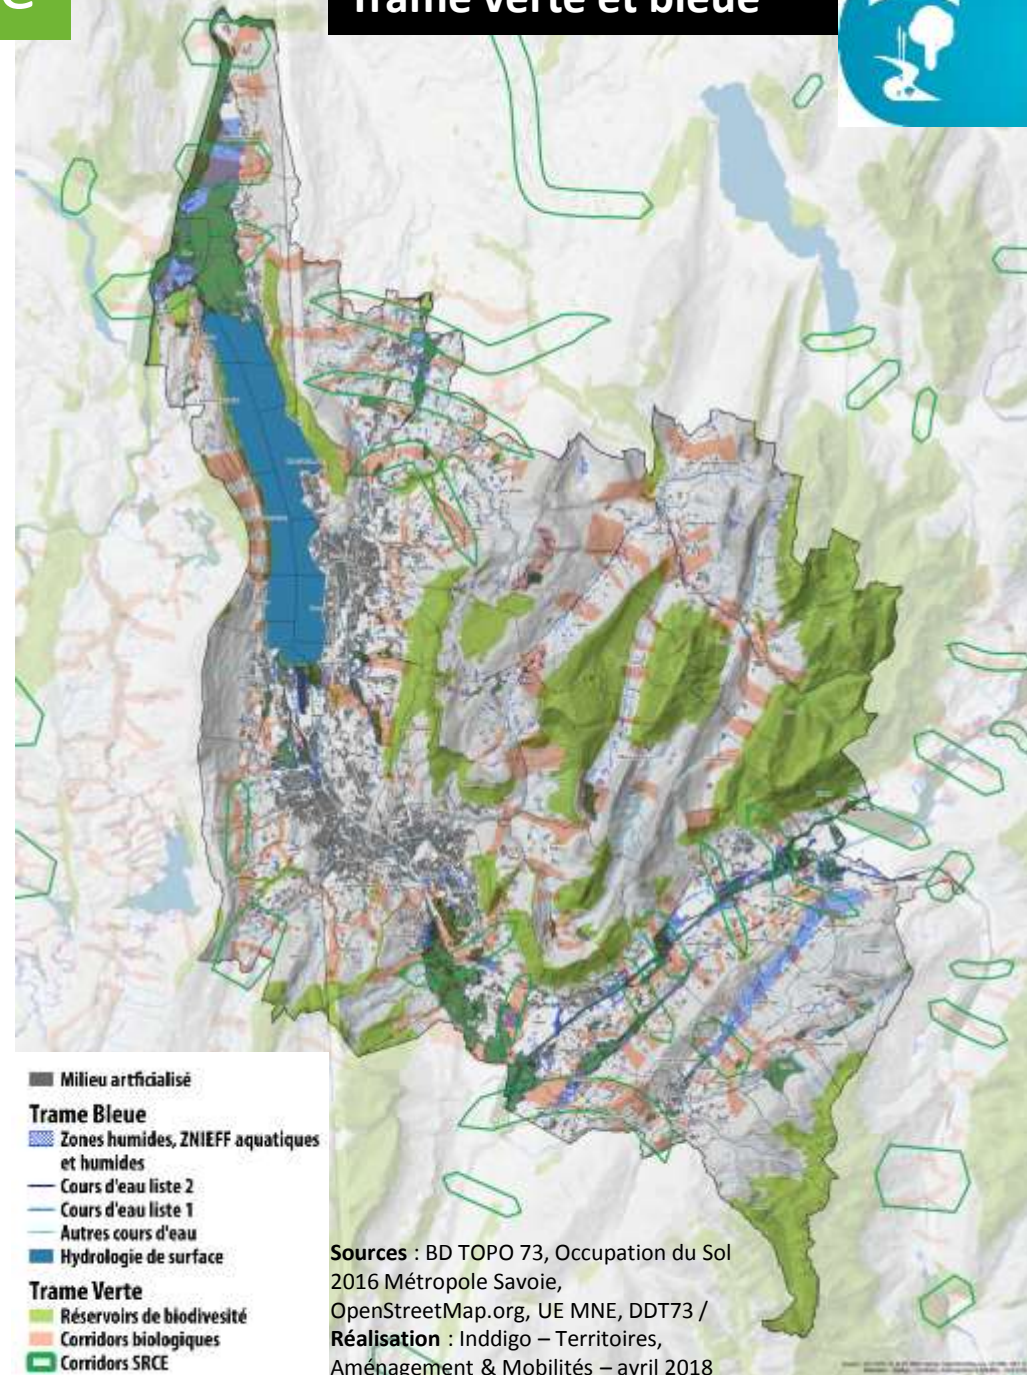 Trame verte et bleue
Milieu artficialisé
Trame Bleue
Zones humides, ZNIEFF aquatiques
et humides
Cours d'eau liste 2
Cours d'eau liste 1
Autres cours d'eau
Hydrologie de surface
Trame Verte
Réservoirs de biodivesité
Corridors biologiques
Corridors SRCE
Sources : BD TOPO 73, Occupation du Sol
2016 Métropole Savoie,
OpenStreetMap.org, UE MNE, DDT73 /
Réalisation : Inddigo – Territoires,
Aménagement & Mobilités – avril 2018